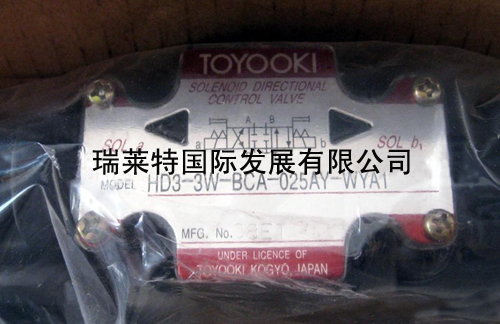 TOYOOKI
SOLENOID DIRECTIONAL
CONTROL VALVE
A B
SOL a a b SOL b
瑞莱特国际发展有限公司
MODEL HD3-3W-BCA-025AY-WYA1
MFG. No.
UNDER LICENCE OF
TOYOOKI KOGYO, JAPAN